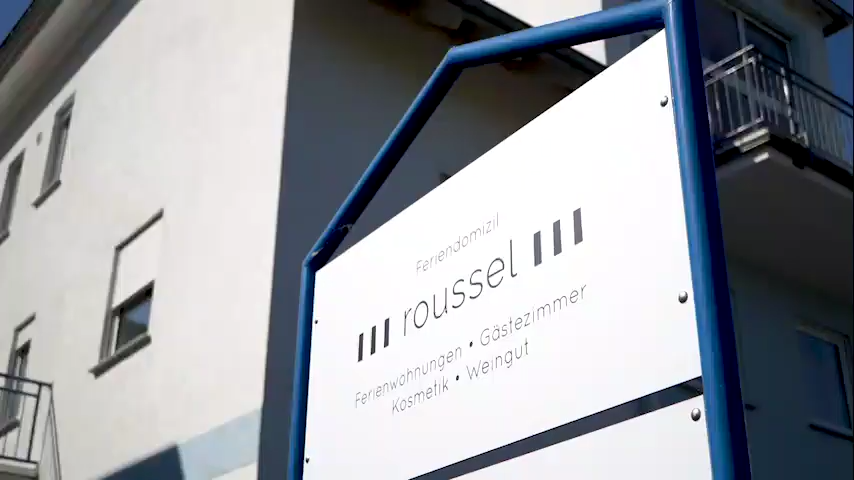 Feriendomizil
roussel
Ferienwohnungen • Gästezimmer
Kosmetik • Weingut